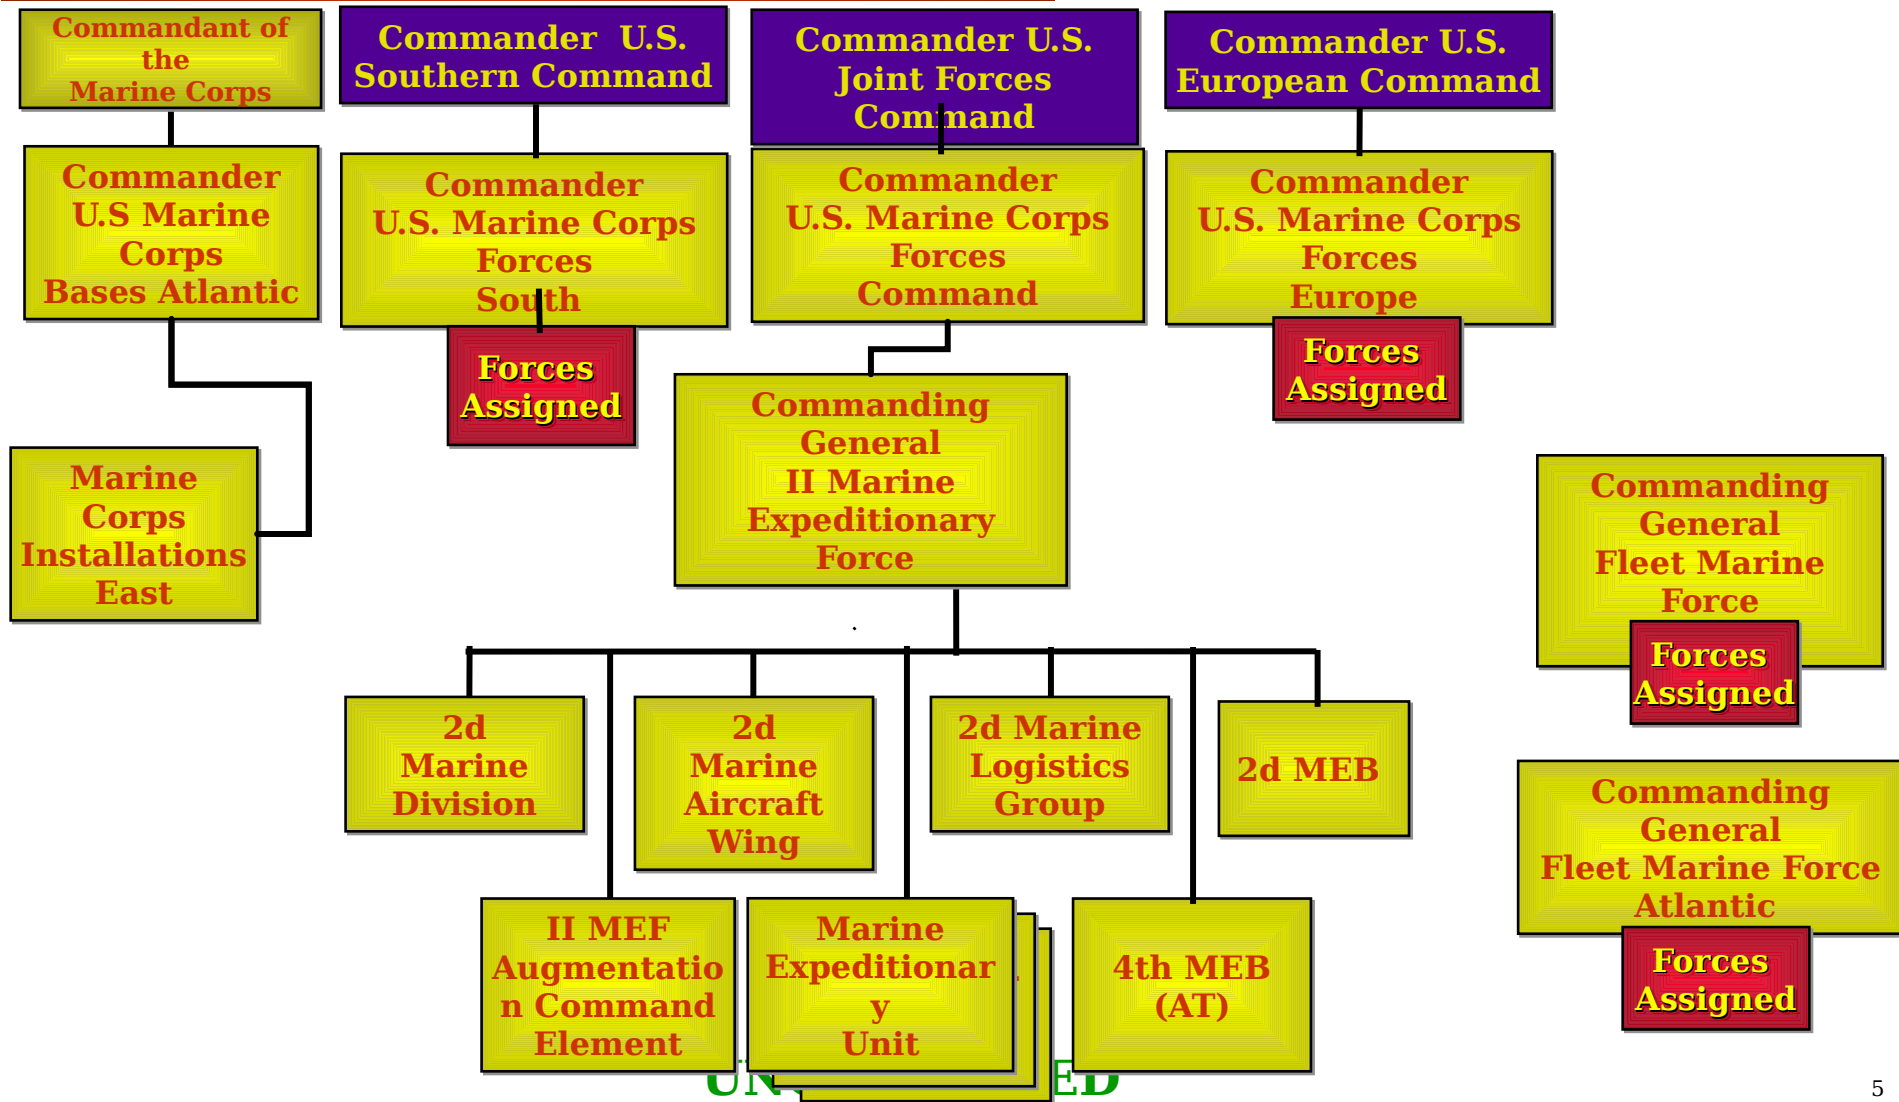 Commandant of
the
Marine Corps
Commander U.S.
Southern Command
Commander U.S.
Joint Forces
Command
Commander U.S.
European Command
Commander
U.S Marine
Corps
Bases Atlantic
Commander
U.S. Marine Corps
Forces
South
Commander
U.S. Marine Corps
Forces
Command
Commander
U.S. Marine Corps
Forces
Europe
Forces
Assigned
Forces
Assigned
Commanding
General
II Marine
Expeditionary
Force
Marine
Corps
Installations
East
Commanding
General
Fleet Marine
Force
Forces
Assigned
.
2d
Marine
Division
2d
Marine
Aircraft
Wing
2d Marine
Logistics
Group
2d MEB
Commanding
General
Fleet Marine Force
Atlantic
Forces
Assigned
II MEF
Augmentatio
n Command
Element
Marine
Expeditionar
y
Unit
4th MEB
(AT)
5